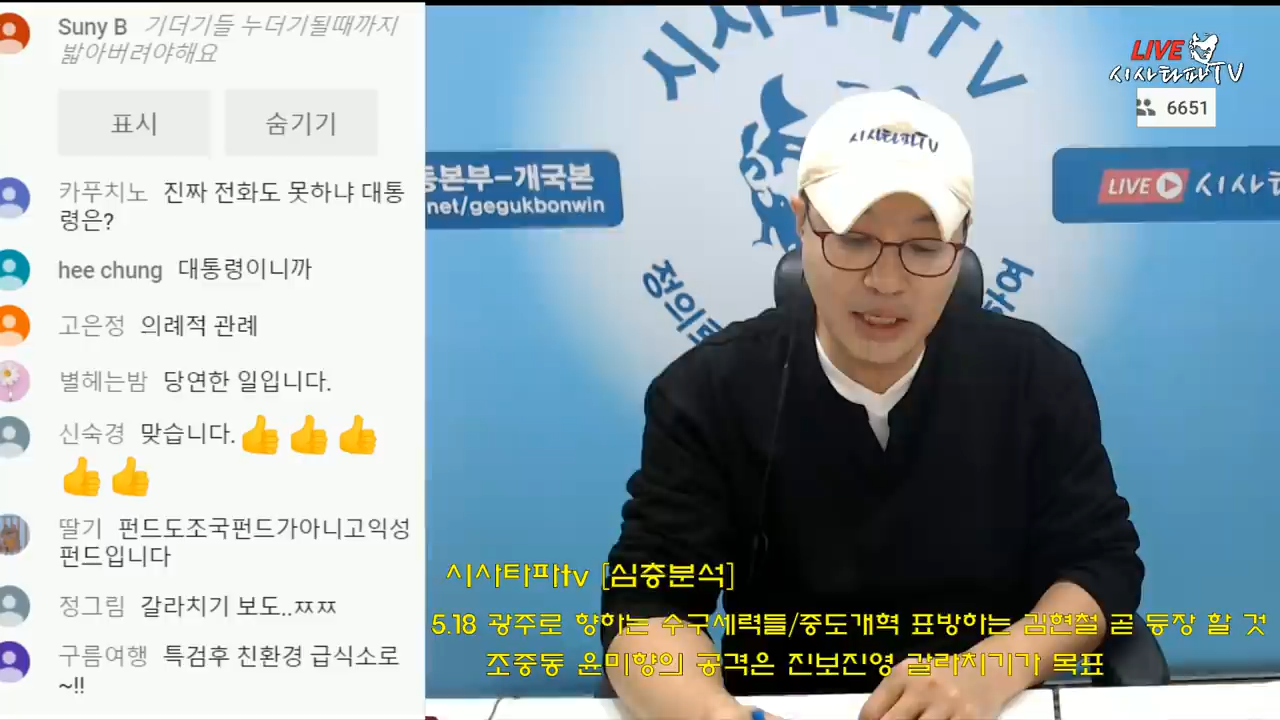 Suny B 기더기들 누더기될때까지
밟아버려야해요
표시
숨기기
카푸치노 진짜 전화도 못하냐 대통
령은?
hee chung 대통령이니까
고은정 의례적 관례
별헤는밤 당연한 일입니다.
신숙경 맞습니다.👍👍👍
👍👍
딸기 펀드도조국펀드가아니고익성
펀드입니다
정그림 갈라치기 보도..ㅉㅉ
구름여행 특검후 친환경 급식소로
~!!
시사타파TV
LIVE
시사타파TV
6651
시사타파TV
동본부-개국본
net/gegukbonwin
LIVE 시사타
정의로
하여
시사타파tv [심층분석]
5.18 광주로 향하는 수구세력들/중도개혁 표방하는 김현철 곧 등장 할 것
조중동 윤미향의 공격은 진보진영 갈라치기가 목표